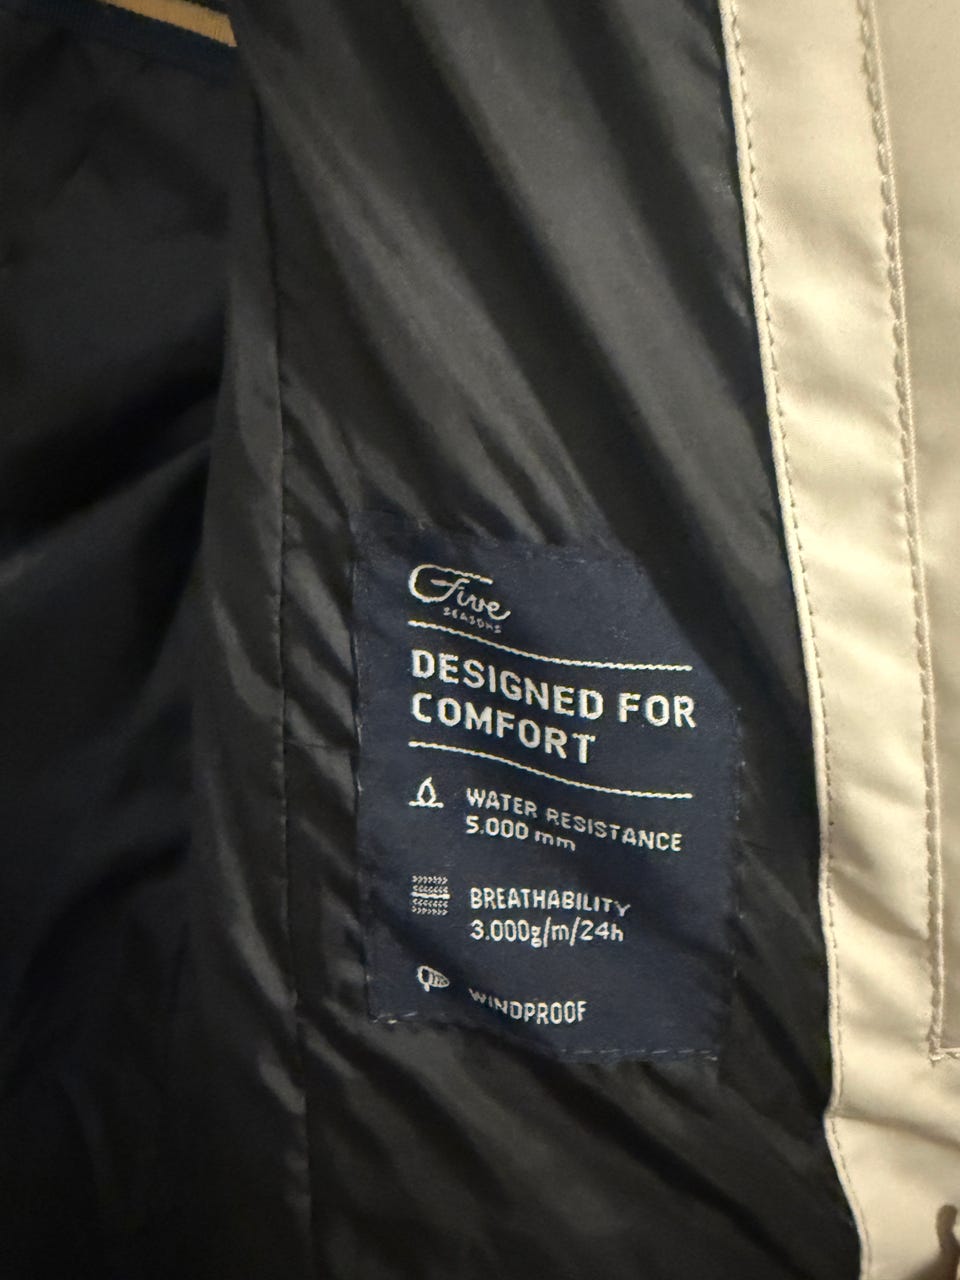 Five
SEASONS
DESIGNED FOR
COMFORT
WATER RESISTANCE
5.000 mm
BREATHABILITY
3.000g/m/24h
WINDPROOF